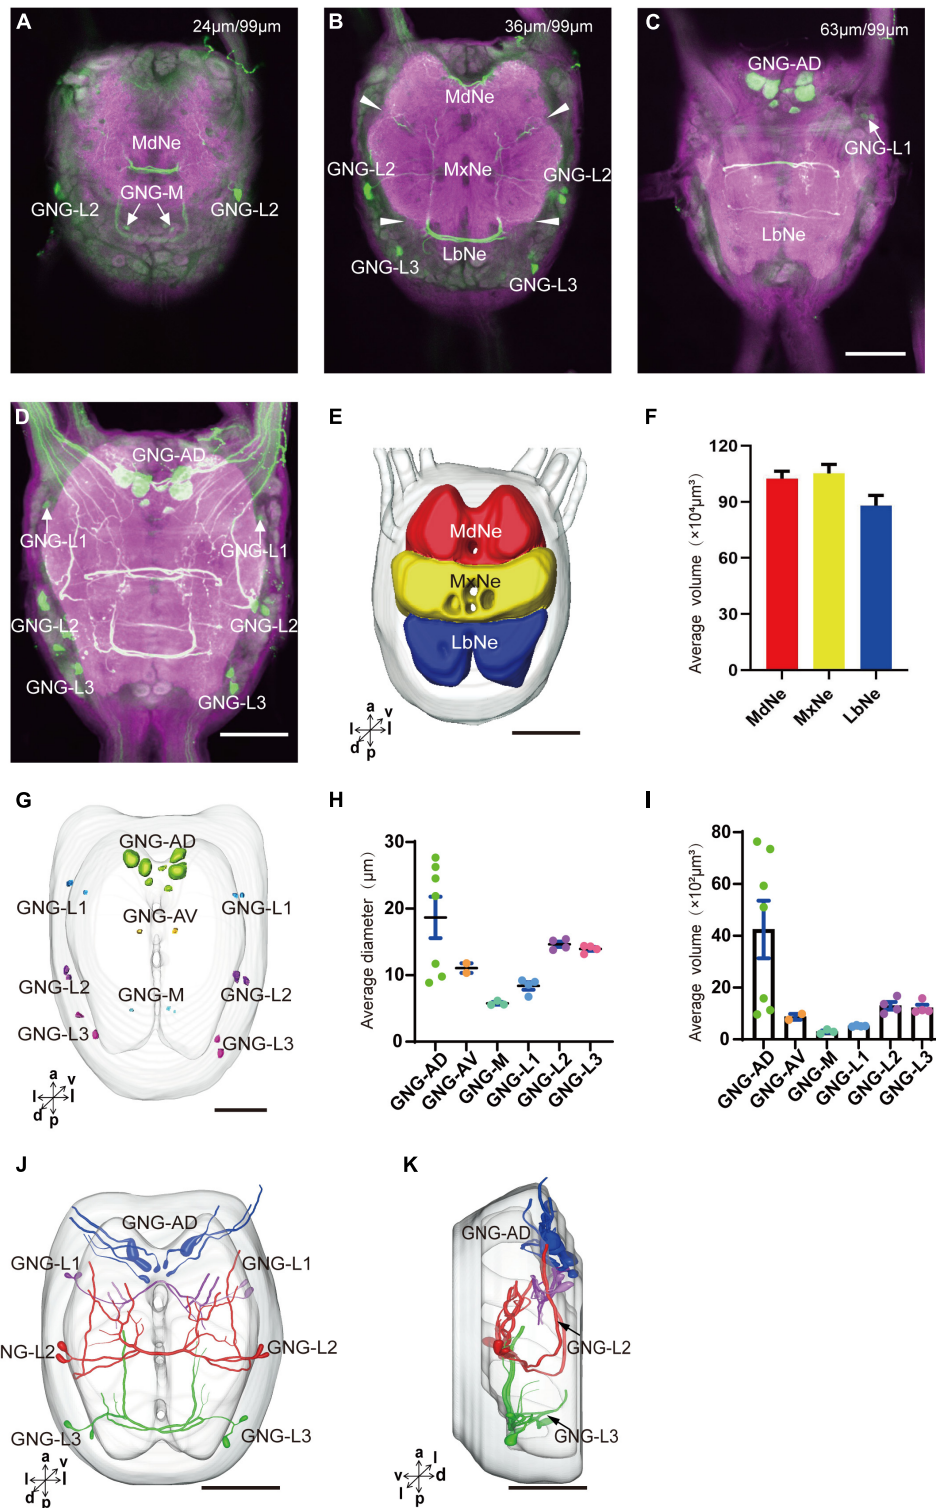 A
24μm/99μm
MdNe
GNG-M
GNG-L2
GNG-L2
B
36μm/99μm
MdNe
GNG-L2
MxNe
GNG-L2
LbNe
GNG-L3
GNG-L3
C
63μm/99μm
GNG-AD
GNG-L1
LbNe
D
GNG-AD
GNG-L1
GNG-L1
GNG-L2
GNG-L2
GNG-L3
GNG-L3
E
MdNe
MxNe
LbNe
a
v
l
l
d
p
F
Average volume (×10⁴μm³)
120
90
60
30
0
MdNe
MxNe
LbNe
G
GNG-AD
GNG-L1
GNG-L1
GNG-AV
GNG-L2
GNG-M
GNG-L2
GNG-L3
GNG-L3
a
v
l
l
d
p
H
Average diameter (μm)
30
20
10
0
GNG-AD
GNG-AV
GNG-M
GNG-L1
GNG-L2
GNG-L3
I
Average volume (×10²μm³)
80
60
40
20
0
GNG-AD
GNG-AV
GNG-M
GNG-L1
GNG-L2
GNG-L3
J
GNG-AD
GNG-L1
GNG-L1
NG-L2
GNG-L2
GNG-L3
GNG-L3
a
v
l
l
d
p
K
GNG-AD
GNG-L2
GNG-L3
a
l
v
d
l
p